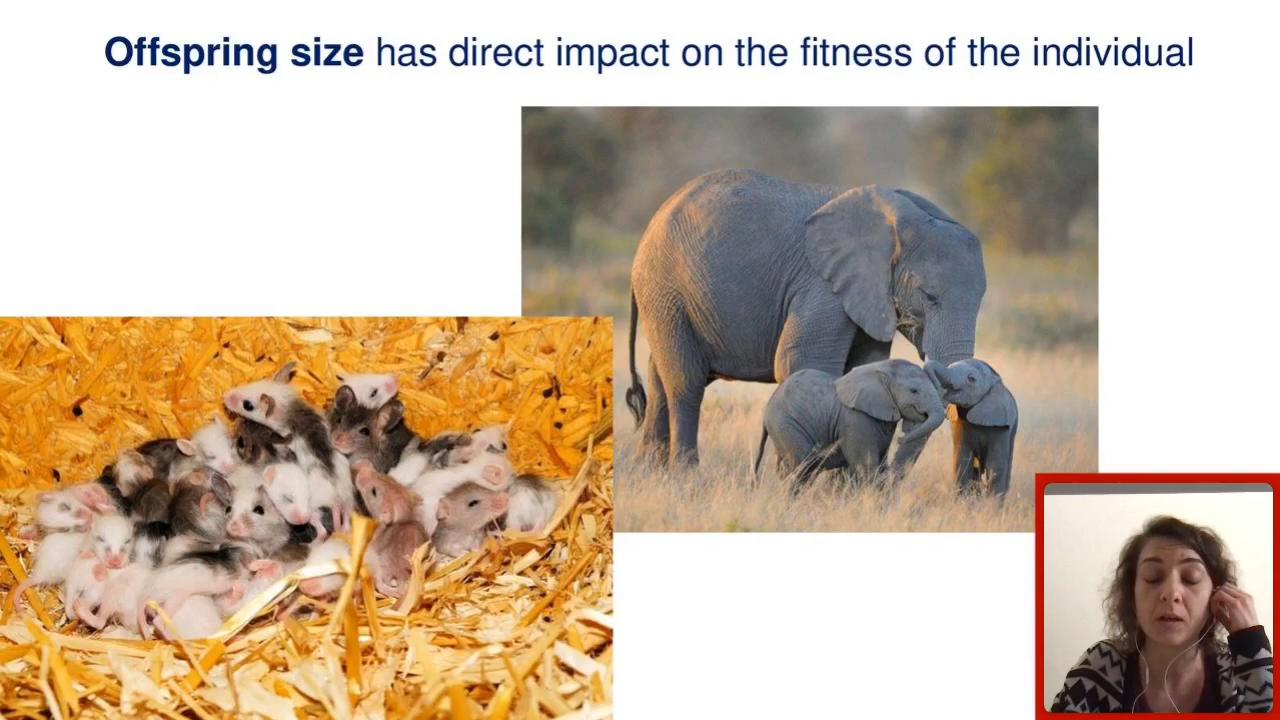 Offspring size has direct impact on the fitness of the individual